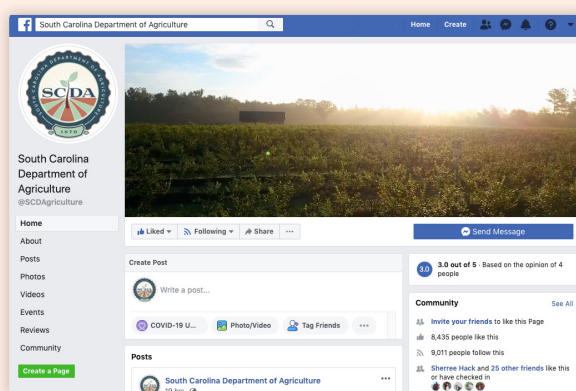 South Carolina Department of Agriculture
Home
Create
SOUTH CAROLINA DEPARTMENT OF AGRICULTURE
SCDA
1879
South Carolina
Department of
Agriculture
@SCDAgriculture
Home
About
Posts
Photos
Videos
Events
Reviews
Community
Create a Page
Liked
Following
Share
Send Message
Create Post
Write a post...
COVID-19 U...
Photo/Video
Tag Friends
Posts
South Carolina Department of Agriculture
3.0
3.0 out of 5 · Based on the opinion of 4
people
Community
See All
Invite your friends to like this Page
8,435 people like this
9,011 people follow this
Sherree Hack and 25 other friends like this
or have checked in